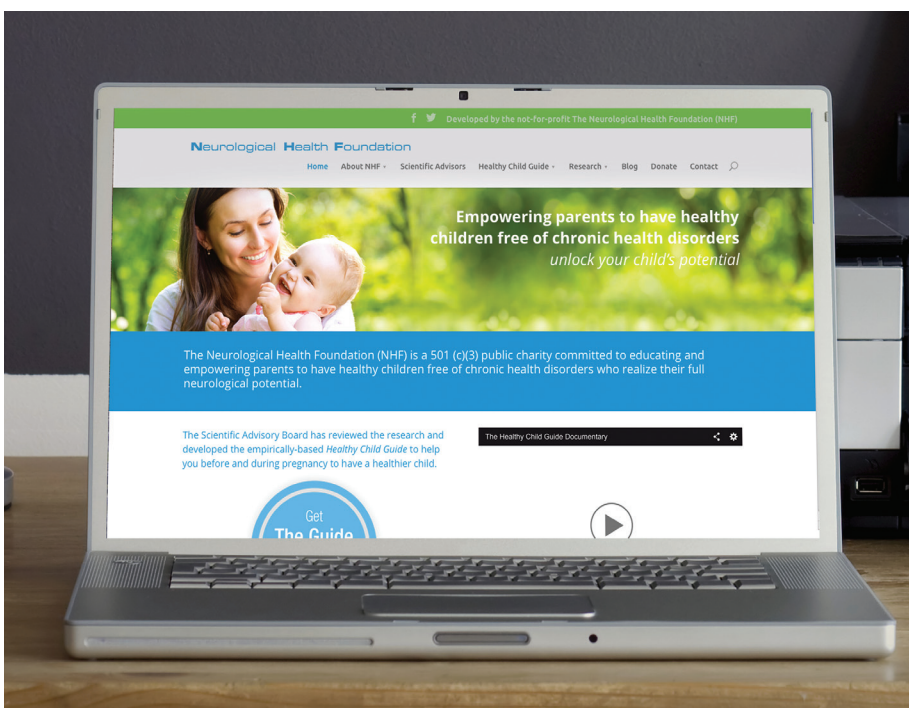 Developed by the not-for-profit The Neurological Health Foundation (NHF)
Neurological Health Foundation
Home About NHF Scientific Advisors Healthy Child Guide Research Blog Donate Contact
Empowering parents to have healthy
children free of chronic health disorders
unlock your child's potential
The Neurological Health Foundation (NHF) is a 501 (c)(3) public charity committed to educating and
empowering parents to have healthy children free of chronic health disorders who realize their full
neurological potential.
The Scientific Advisory Board has reviewed the research and
developed the empirically-based Healthy Child Guide to help
you before and during pregnancy to have a healthier child.
The Healthy Child Guide Documentary
Get
The Guide